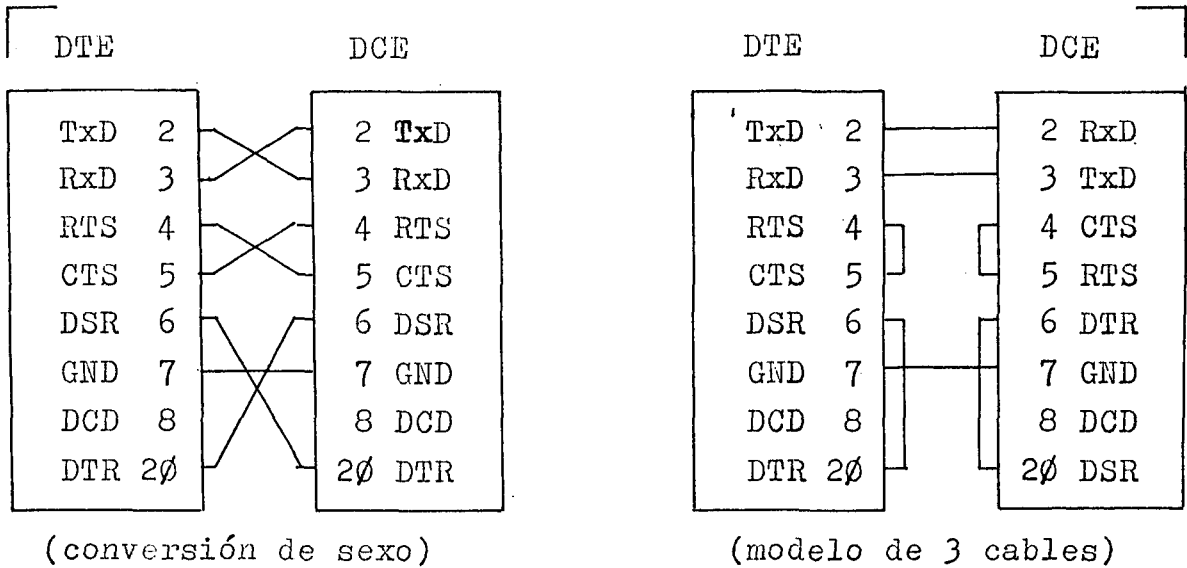 DTE DCE DTE DCE
TxD 2 2 TxD TxD 2 2 RxD
RxD 3 3 RxD RxD 3 3 TxD
RTS 4 4 RTS RTS 4 4 CTS
CTS 5 5 CTS CTS 5 5 RTS
DSR 6 6 DSR DSR 6 6 DTR
GND 7 7 GND GND 7 7 GND
DCD 8 8 DCD DCD 8 8 DCD
DTR 2Ø 2Ø DTR DTR 2Ø 2Ø DSR
(conversión de sexo) (modelo de 3 cables)